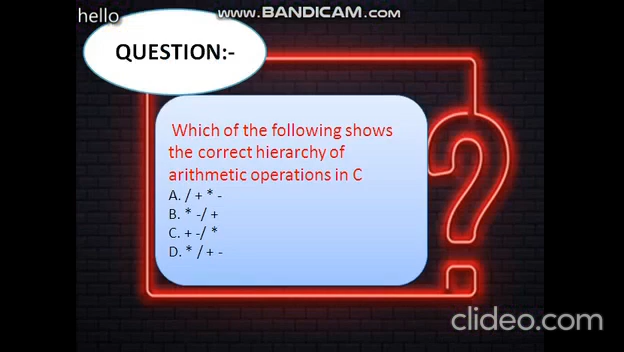 hello
www.BANDICAM.com
QUESTION:-
Which of the following shows
the correct hierarchy of
arithmetic operations in C
A. / + * -
B. * -/ +
C. + -/ *
D. * / + -
?
clideo.com